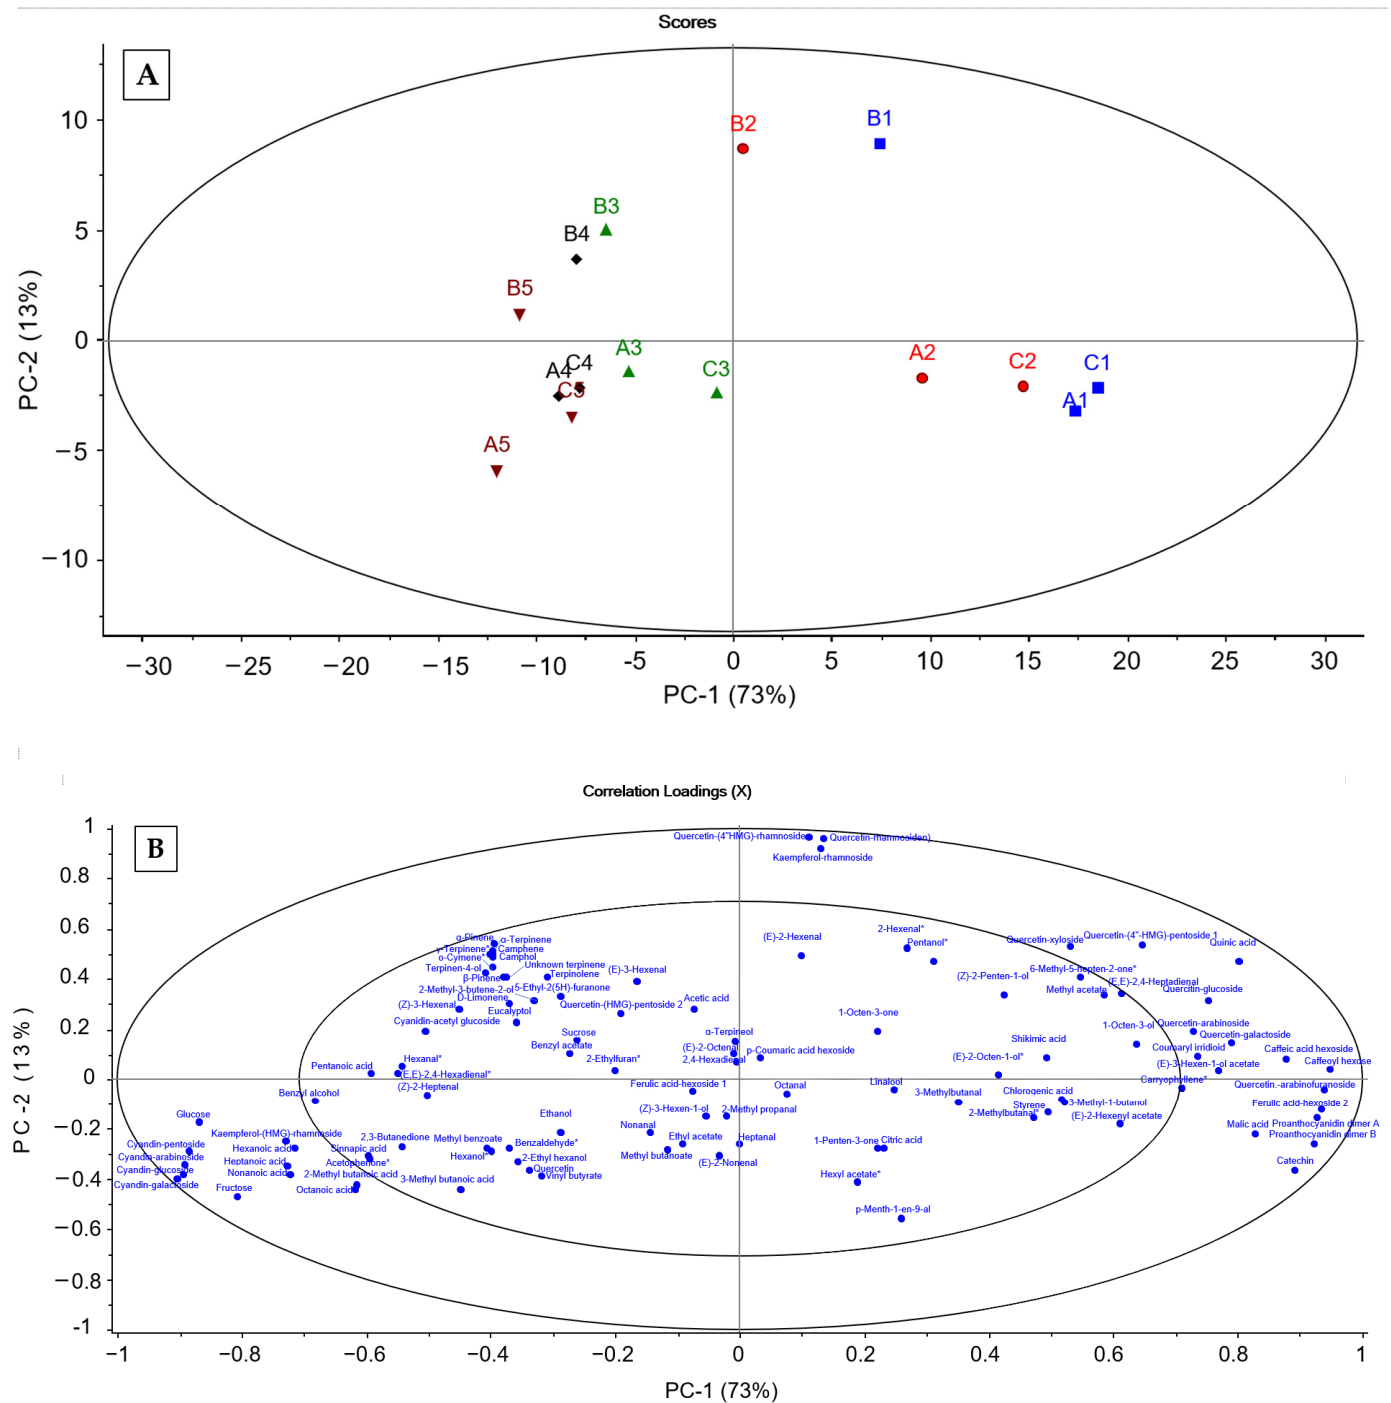 Scores
A
B2
B1
B3
B4
B5
A3
A4
C4
C5
C3
A2
C2
C1
A1
A5
10
5
0
−5
−10
PC-2 (13%)
−30
−25
−20
−15
−10
-5
0
5
10
15
20
25
30
PC-1 (73%)
Correlation Loadings (X)
B
Quercetin-(4"HMG)-rhamnoside
Quercetin-rhamnosiden)
Kaempferol-rhamnoside
α-Pinene
α-Terpinene
γ-Terpinene*
Camphene
o-Cymene*
Camphol
Terpinen-4-ol
Unknown terpinene
β-Pinene
Terpinolene
(E)-3-Hexenal
2-Methyl-3-butene-2-ol
5-Ethyl-2(5H)-furanone
D-Limonene
(Z)-3-Hexenal
Eucalyptol
Quercetin-(HMG)-pentoside 2
Acetic acid
Cyanidin-acetyl glucoside
Sucrose
Benzyl acetate
α-Terpineol
(E)-2-Octenal
2,4-Hexadienal
p-Coumaric acid hexoside
2-Ethylfuran*
Hexanal*
Pentanoic acid
(E,E)-2,4-Hexadienal*
(Z)-2-Heptenal
Benzyl alcohol
Ferulic acid-hexoside 1
Octanal
(E)-2-Hexenal
2-Hexenal*
Pentanol*
Quercetin-xyloside
Quercetin-(4"-HMG)-pentoside 1
Quinic acid
(Z)-2-Penten-1-ol
6-Methyl-5-hepten-2-one*
(E,E)-2,4-Heptadienal
Methyl acetate
Quercetin-glucoside
1-Octen-3-one
1-Octen-3-ol
Quercetin-arabinoside
Quercetin-galactoside
Shikimic acid
Coumaryl irridioid
Caffeic acid hexoside
(E)-2-Octen-1-ol*
(E)-3-Hexen-1-ol acetate
Caffeoyl hexose
Carryophyllene*
Linalool
3-Methylbutanal
Chlorogenic acid
Quercetin.-arabinofuranoside
3-Methyl-1-butanol
Styrene
Ferulic acid-hexoside 2
2-Methylbutanal*
(E)-2-Hexenyl acetate
Malic acid
Proanthocyanidin dimer A
Proanthocyanidin dimer B
Catechin
Glucose
Kaempferol-(HMG)-rhamnoside
Cyandin-pentoside
Hexanoic acid
Cyandin-arabinoside
Heptanoic acid
Cyandin-glucoside
Nonanoic acid
Cyandin-galactoside
Fructose
2,3-Butanedione
Sinnapic acid
Acetophenone*
2-Methyl butanoic acid
Octanoic acid
3-Methyl butanoic acid
Methyl benzoate
Hexanol*
Benzaldehyde*
2-Ethyl hexanol
Quercetin
Vinyl butyrate
Ethanol
(Z)-3-Hexen-1-ol
2-Methyl propanal
Nonanal
Ethyl acetate
Heptanal
Methyl butanoate
(E)-2-Nonenal
1-Penten-3-one
Citric acid
Hexyl acetate*
p-Menth-1-en-9-al
1
0.8
0.6
0.4
0.2
0
−0.2
−0.4
−0.6
−0.8
-1
PC-2 (13%)
−1
−0.8
−0.6
−0.4
−0.2
0
0.2
0.4
0.6
0.8
1
PC-1 (73%)